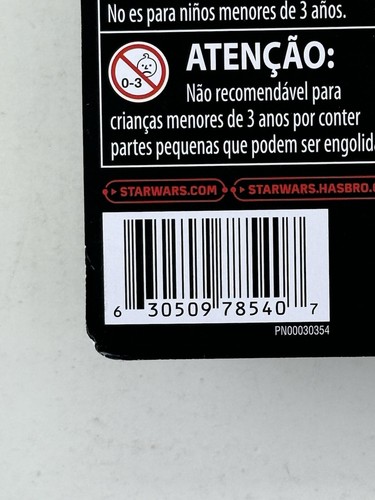 No es para niños menores de 3 años.
0-3
ATENÇÃO:
Não recomendável para
crianças menores de 3 anos por conter
partes pequenas que podem ser engolid
STARWARS.COM STARWARS.HASBRO.
6 30509 78540 7
PN00030354